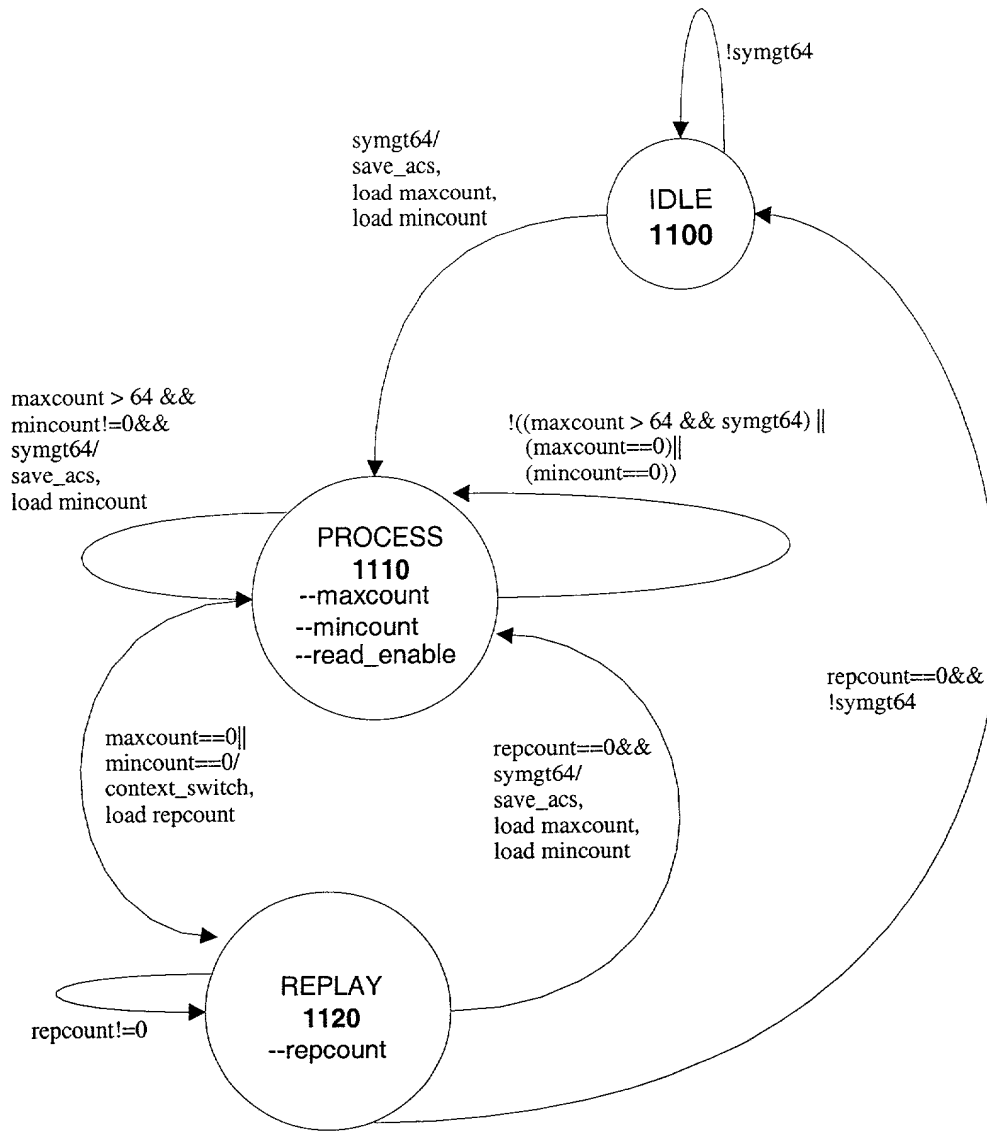 !symgt64
symgt64/
save_acs,
load maxcount,
load mincount
IDLE
1100
maxcount > 64 &&
mincount!=0&&
symgt64/
save_acs,
load mincount
!((maxcount > 64 && symgt64) ||
(maxcount==0)||
(mincount==0))
PROCESS
1110
--maxcount
--mincount
--read_enable
repcount==0&&
!symgt64
maxcount==0||
mincount==0/
context_switch,
load repcount
repcount==0&&
symgt64/
save_acs,
load maxcount,
load mincount
REPLAY
1120
--repcount
repcount!=0